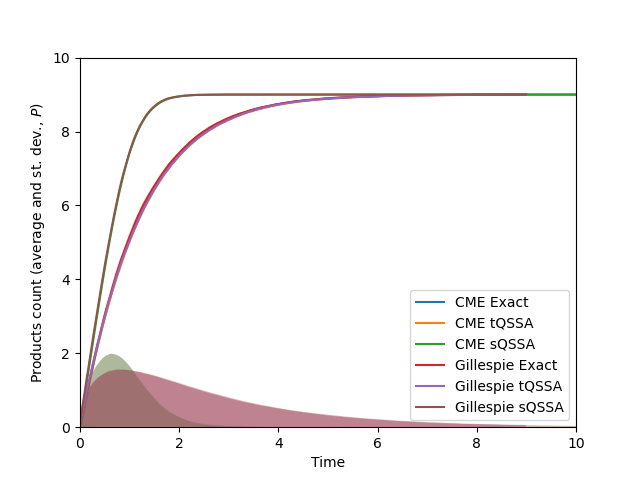 10
8
6
4
2
0
Products count (average and st. dev., P)
CME Exact
CME tQSSA
CME sQSSA
Gillespie Exact
Gillespie tQSSA
Gillespie sQSSA
0 2 4 6 8 10
Time